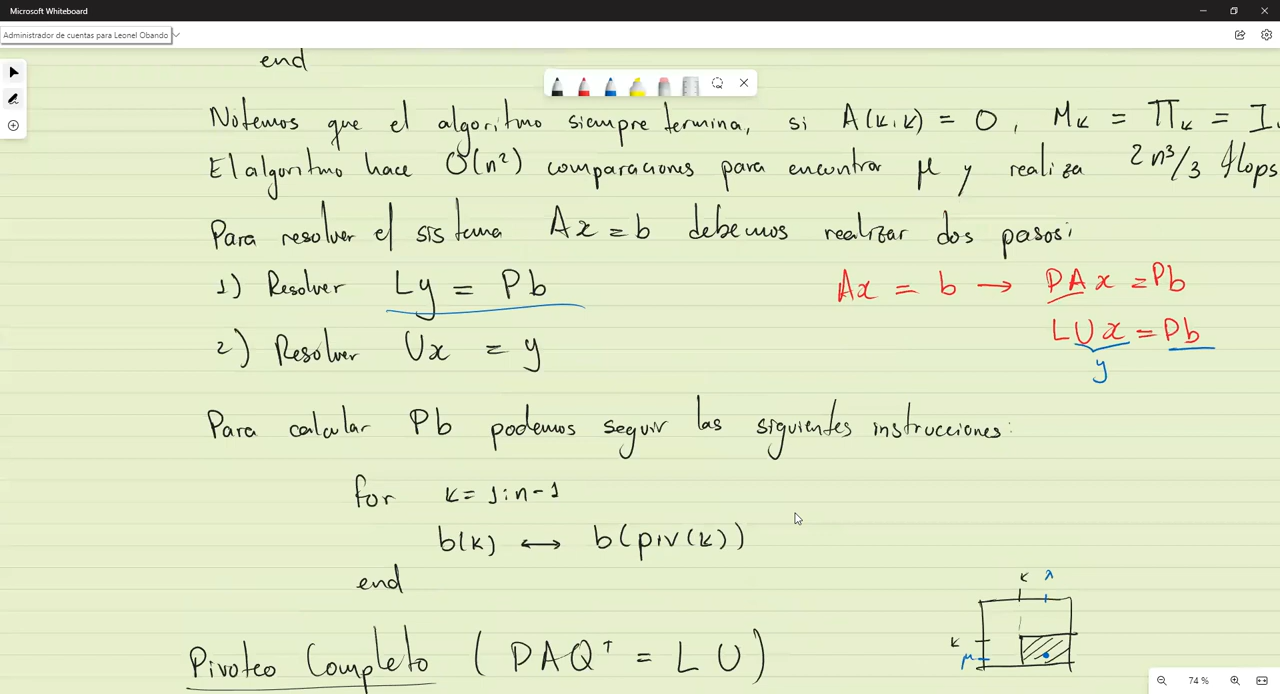 Microsoft Whiteboard
Administrador de cuentas para Leonel Obando
end
Notemos que el algoritmo siempre termina, si A(k,k) = 0, Mk = Πk = I.
El algoritmo hace O(n²) comparaciones para encontrar μ y realiza 2n³/3 flops
Para resolver el sistema Ax = b debemos realizar dos pasos:
1) Resolver Ly = Pb
Ax = b → PAx = Pb
LUx = Pb
y
2) Resolver Ux = y
Para calcular Pb podemos seguir las siguientes instrucciones:
for k = 1:n-1
b(k) ↔ b(piv(k))
end
k λ
k
μ
Pivoteo Completo (PAQᵀ = LU)
74 %